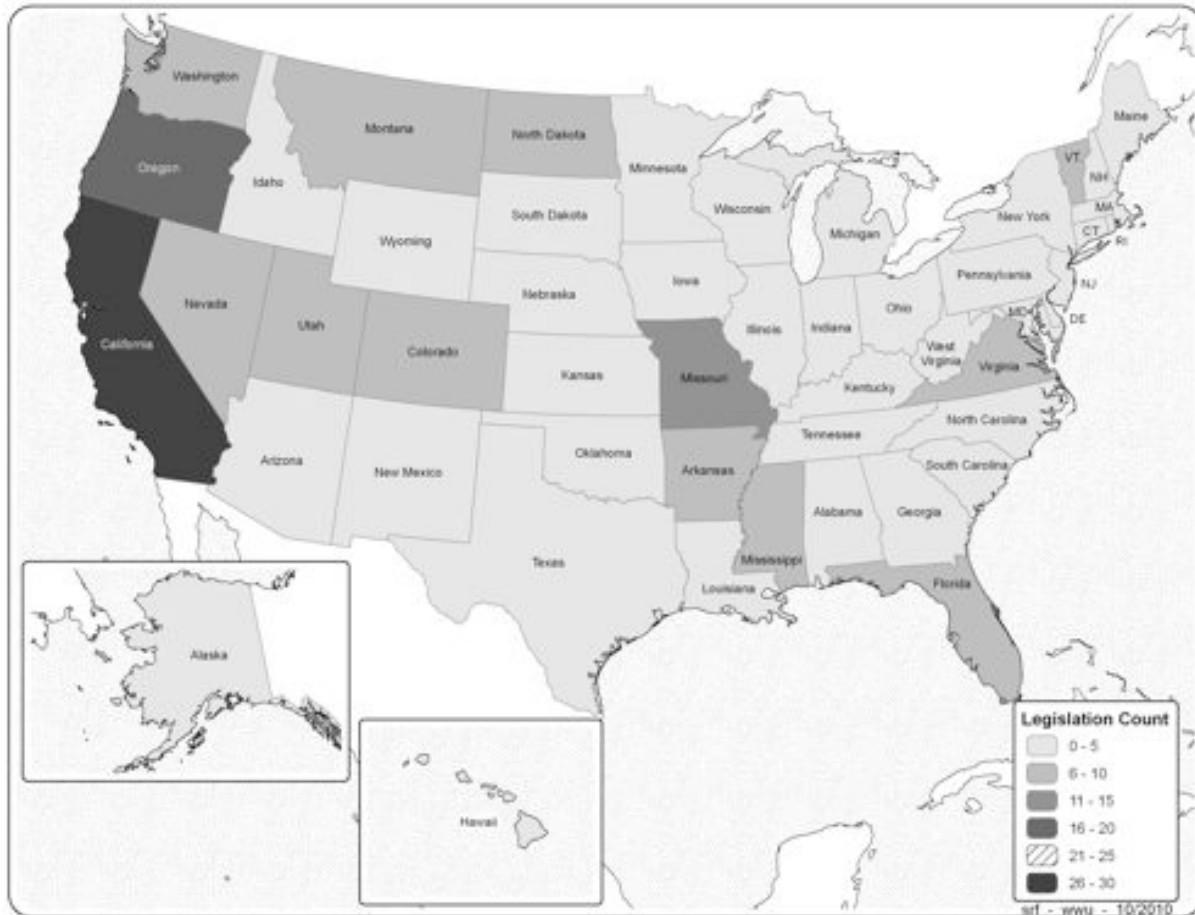 Washington
Montana
North Dakota
Minnesota
Maine
VT
NH
Oregon
Idaho
South Dakota
Wisconsin
Michigan
New York
MA
CT
RI
Wyoming
Iowa
Nebraska
Pennsylvania
NJ
Nevada
Utah
Colorado
Illinois
Indiana
Ohio
MD
DE
West
Virginia
Virginia
California
Kansas
Missouri
Kentucky
North Carolina
Tennessee
Arizona
New Mexico
Oklahoma
Arkansas
South Carolina
Alabama
Georgia
Mississippi
Texas
Louisiana
Florida
Alaska
Hawaii
Legislation Count
0 - 5
6 - 10
11 - 15
16 - 20
21 - 25
26 - 30
srf - wwu - 10/2010